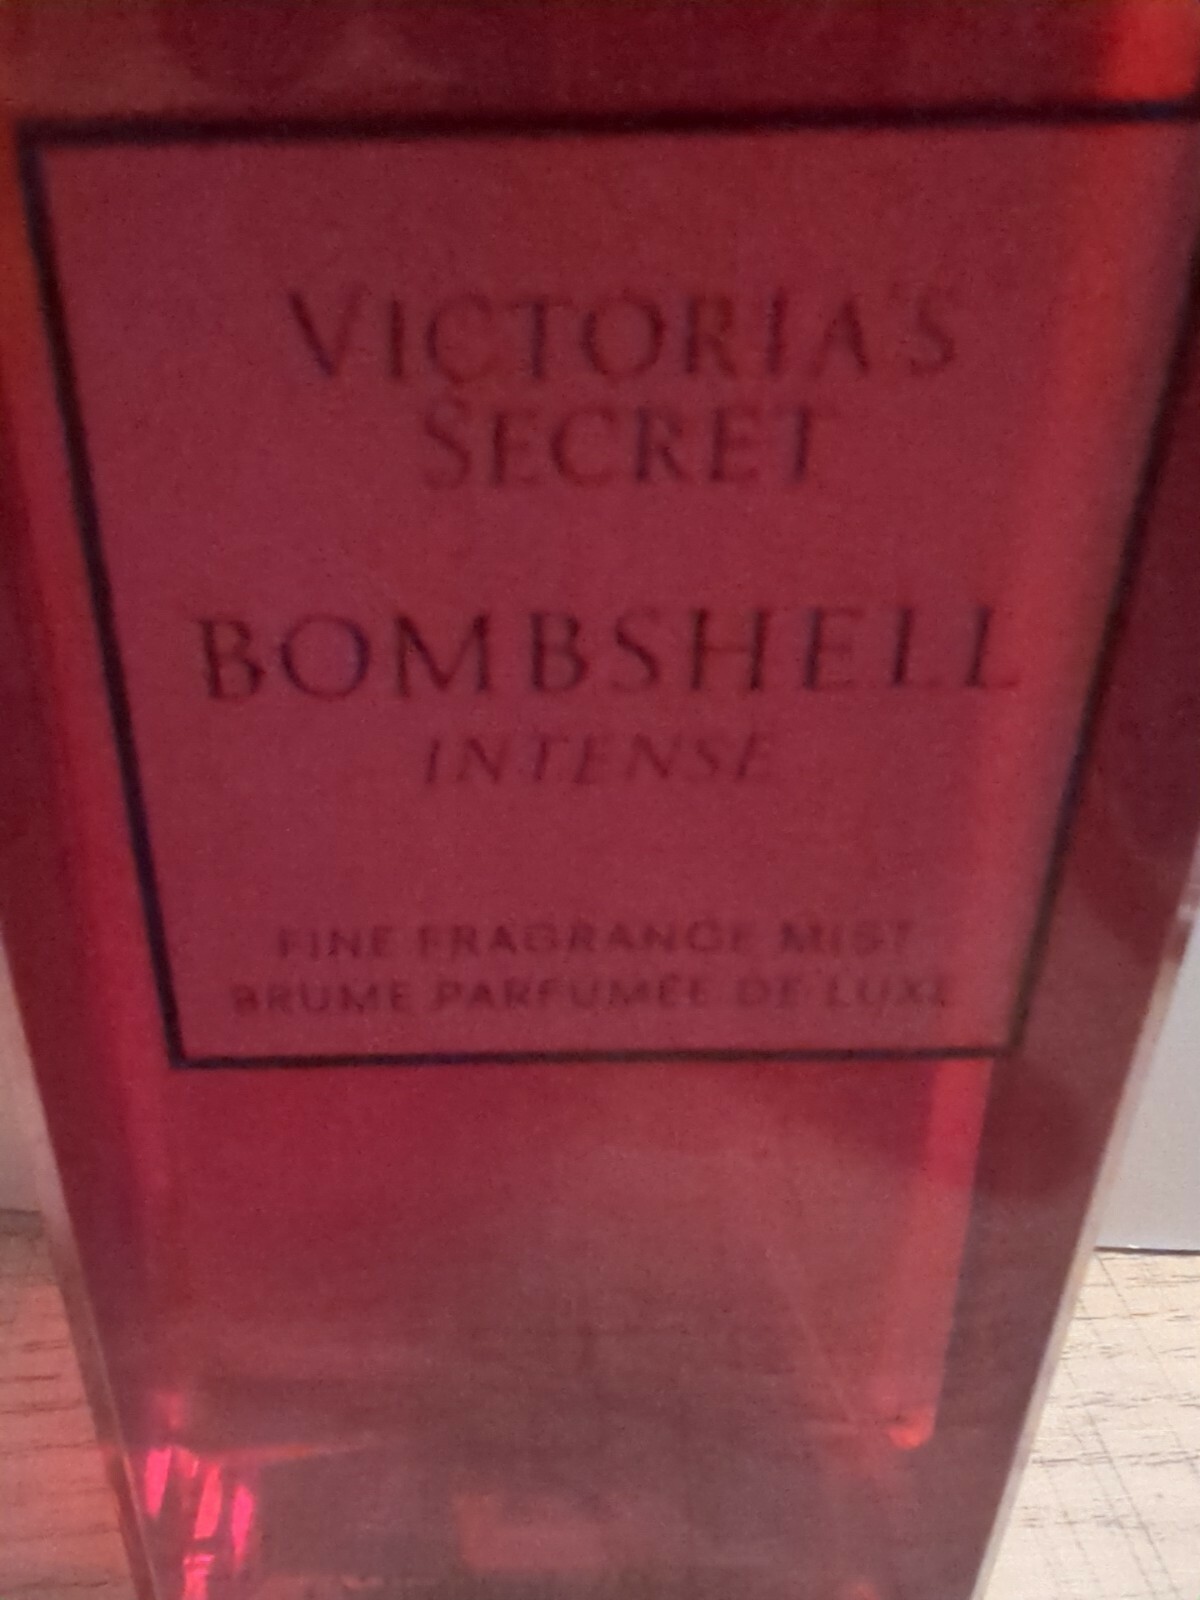 VICTORIA'S
SECRET
BOMBSHELL
INTENSE
FINE FRAGRANCE MIST
BRUME PARFUMÉE DE LUXE